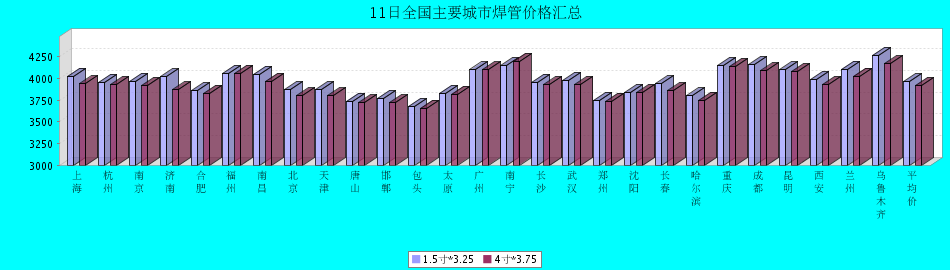 11日全国主要城市焊管价格汇总
4250
4000
3750
3500
3250
3000
上海 杭州 南京 济南 合肥 福州 南昌 北京 天津 唐山 邯郸 包头 太原 广州 南宁 长沙 武汉 郑州 沈阳 长春 哈尔滨 重庆 成都 昆明 西安 兰州 乌鲁木齐 平均价
1.5寸*3.25 4寸*3.75